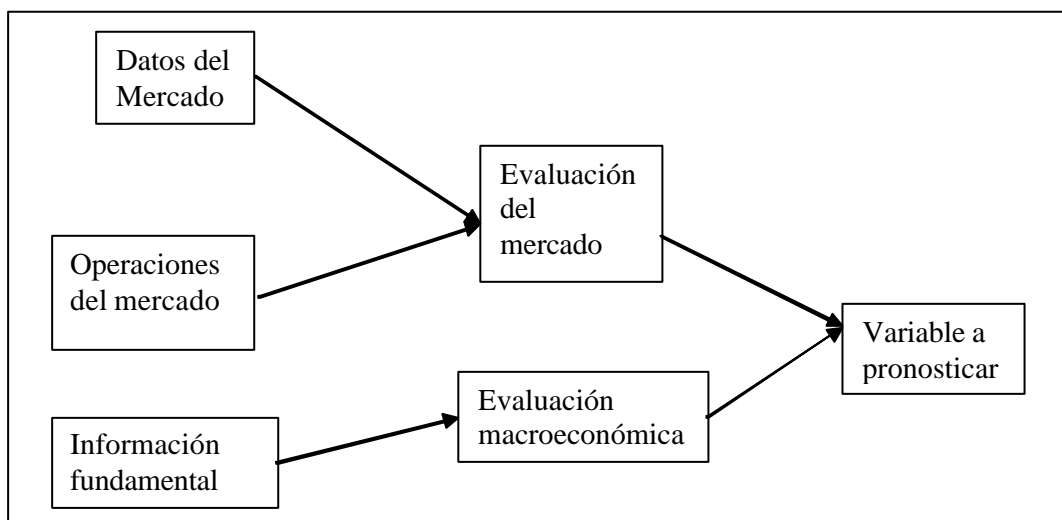 Datos del
Mercado
Evaluación
del
mercado
Operaciones
del mercado
Variable a
pronosticar
Evaluación
macroeconómica
Información
fundamental